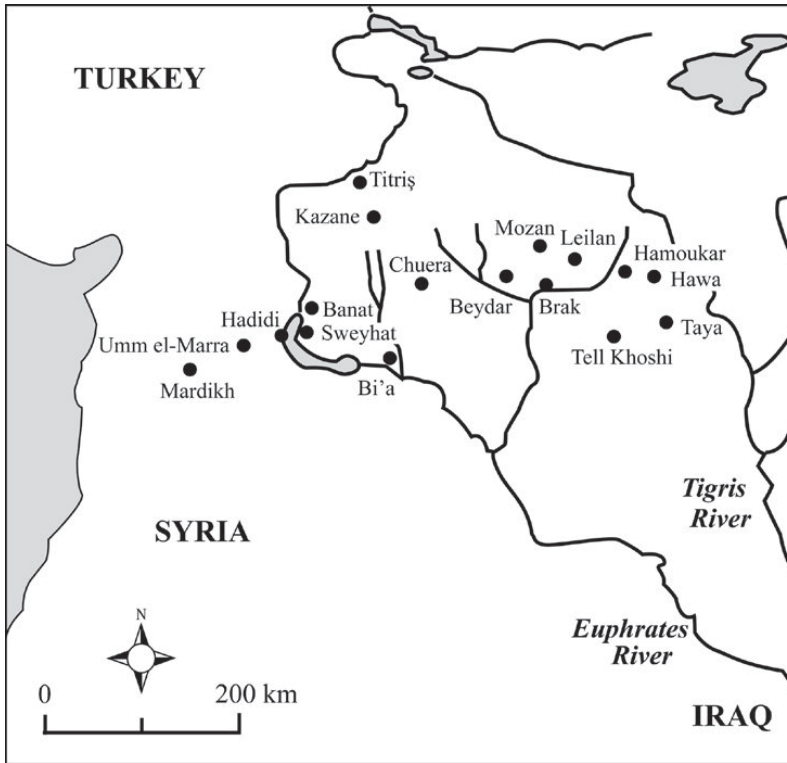 TURKEY
Titriş
Kazane
Mozan
Leilan
Chuera
Hamoukar
Hawa
Banat
Beydar
Brak
Hadidi
Sweyhat
Taya
Umm el-Marra
Tell Khoshi
Mardikh
Bi'a
Tigris
River
SYRIA
N
Euphrates
River
0 200 km
IRAQ